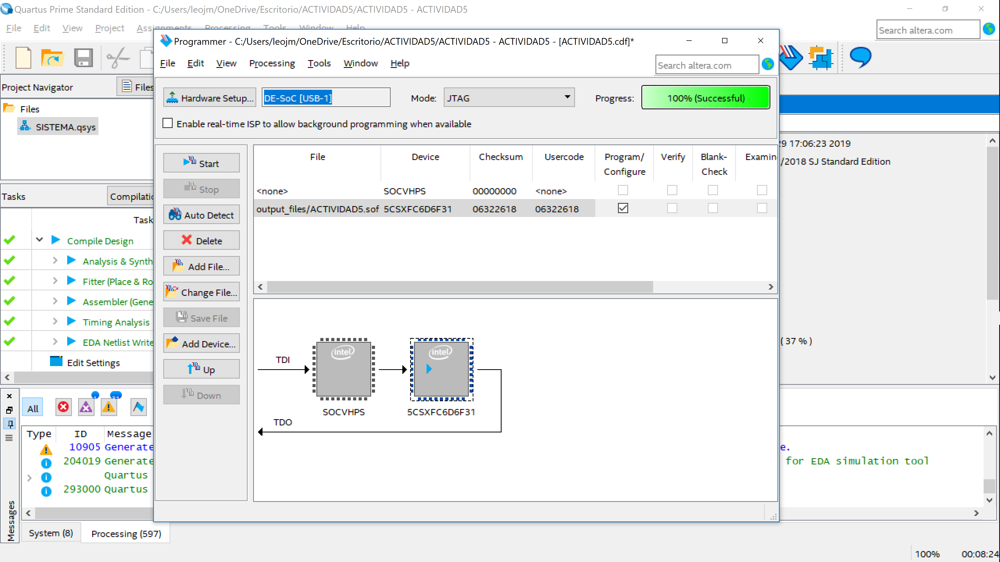 Quartus Prime Standard Edition - C:/Users/leojm/OneDrive/Escritorio/ACTIVIDAD5/ACTIVIDAD5 - ACTIVIDAD5
File Edit View Project Assignments Processing Tools Window Help
Search altera.com
Programmer - C:/Users/leojm/OneDrive/Escritorio/ACTIVIDAD5/ACTIVIDAD5 - ACTIVIDAD5 - [ACTIVIDAD5.cdf]*
File Edit View Processing Tools Window Help
Search altera.com
Project Navigator Files
Hardware Setup... DE-SoC [USB-1] Mode: JTAG Progress: 100% (Successful)
Enable real-time ISP to allow background programming when available
Files
SISTEMA.qsys
29 17:06:23 2019
/2018 SJ Standard Edition
( 37 % )
Start
Stop
Auto Detect
Delete
Add File...
Change File...
Save File
Add Device...
Up
Down
File Device Checksum Usercode Program/ Configure Verify Blank- Check Examin
<none> SOCVHPS 00000000 <none>
output_files/ACTIVIDAD5.sof 5CSXFC6D6F31 06322618 06322618
Tasks Compilatio
Task
Compile Design
Analysis & Synth
Fitter (Place & Ro
Assembler (Gene
Timing Analysis
EDA Netlist Write
Edit Settings
TDI
intel
intel
SOCVHPS
5CSXFC6D6F31
TDO
All
Type ID Message
10905 Generate
e.
204019 Generate
for EDA simulation tool
Quartus
293000 Quartus
Messages
System (8) Processing (597)
100% 00:08:24